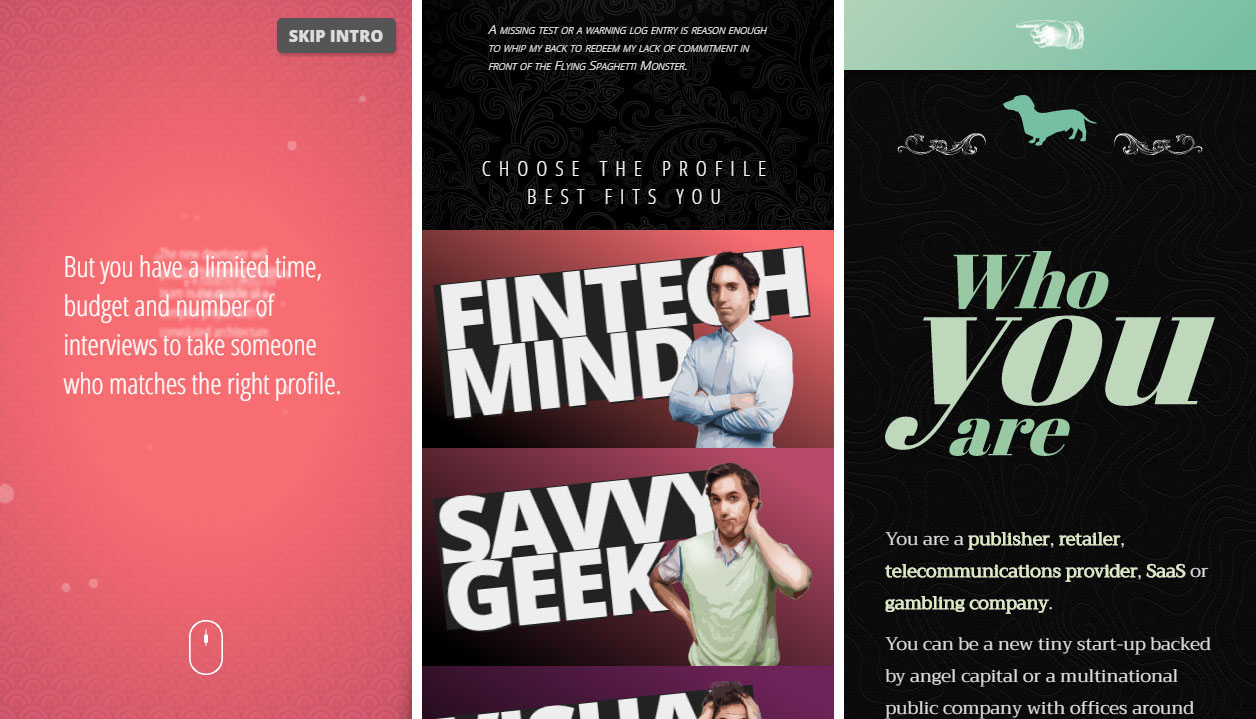 SKIP INTRO
But you have a limited time,
budget and number of
interviews to take someone
who matches the right profile.
A missing test or a warning log entry is reason enough
to whip my back to redeem my lack of commitment in
front of the Flying Spaghetti Monster.
CHOOSE THE PROFILE
BEST FITS YOU
FINTECH
MIND
SAVVY
GEEK
Who
you
are
You are a publisher, retailer,
telecommunications provider, SaaS or
gambling company.
You can be a new tiny start-up backed
by angel capital or a multinational
public company with offices around